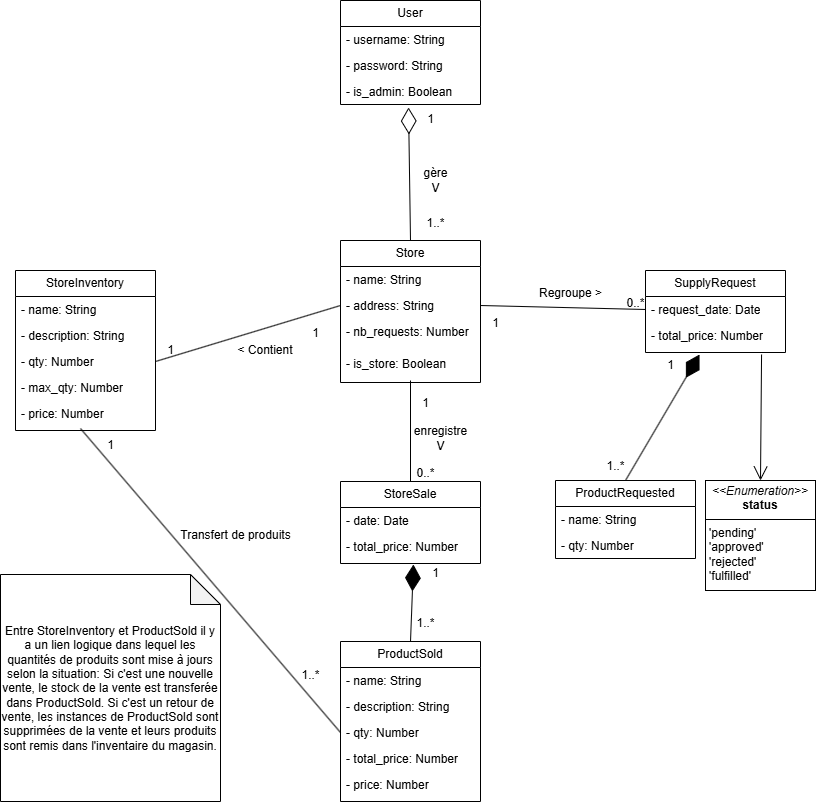 User
- username: String
- password: String
- is_admin: Boolean
1
gère
V
1..*
Store
- name: String
- address: String
- nb_requests: Number
- is_store: Boolean
StoreInventory
- name: String
- description: String
- qty: Number
- max_qty: Number
- price: Number
1
< Contient
1
Regroupe >
0..*
1
SupplyRequest
- request_date: Date
- total_price: Number
1
1..*
ProductRequested
- name: String
- qty: Number
<<Enumeration>>
status
'pending'
'approved'
'rejected'
'fulfilled'
1
enregistre
V
0..*
StoreSale
- date: Date
- total_price: Number
1
1..*
ProductSold
- name: String
- description: String
- qty: Number
- total_price: Number
- price: Number
1
Transfert de produits
1..*
Entre StoreInventory et ProductSold il y
a un lien logique dans lequel les
quantités de produits sont mise à jours
selon la situation: Si c'est une nouvelle
vente, le stock de la vente est transferée
dans ProductSold. Si c'est un retour de
vente, les instances de ProductSold sont
supprimées de la vente et leurs produits
sont remis dans l'inventaire du magasin.